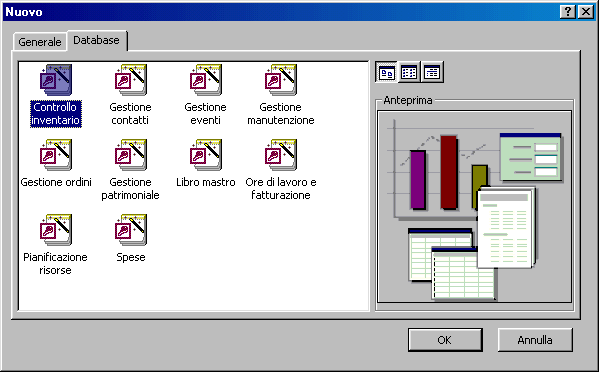 Nuovo
Generale Database
Controllo inventario
Gestione contatti
Gestione eventi
Gestione manutenzione
Gestione ordini
Gestione patrimoniale
Libro mastro
Ore di lavoro e fatturazione
Pianificazione risorse
Spese
Anteprima
OK Annulla